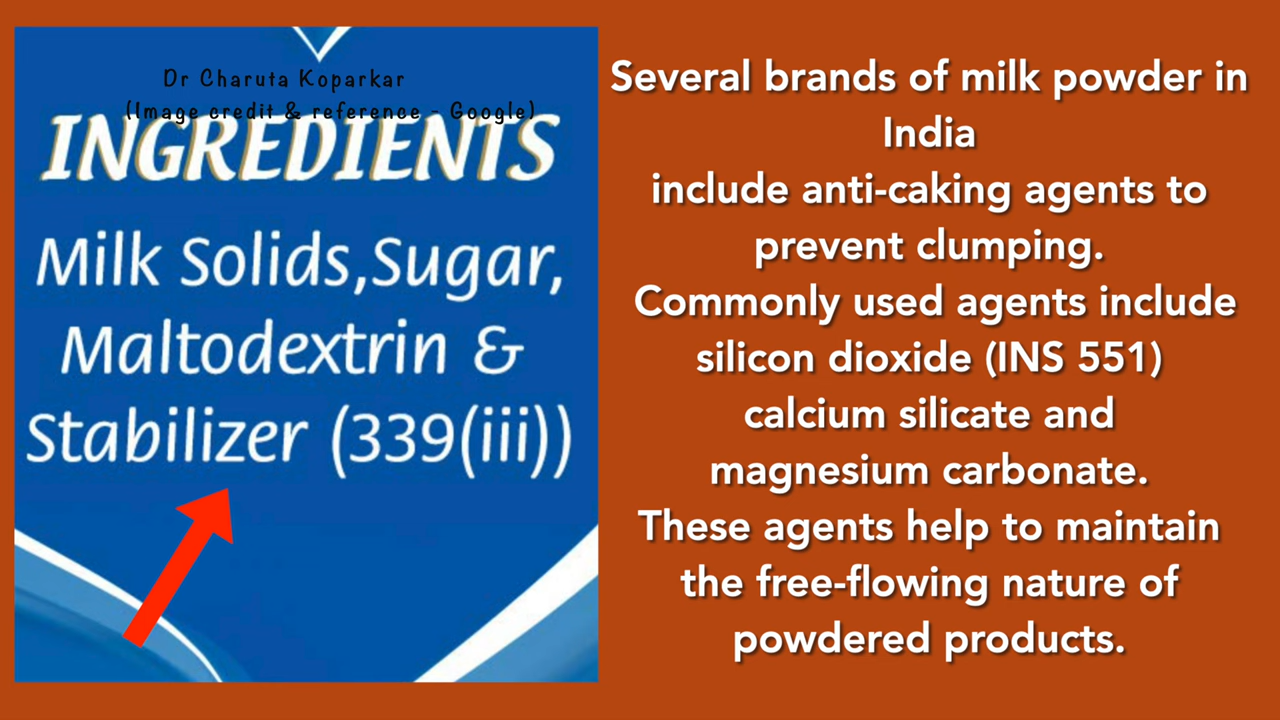 Dr Charuta Koparkar
(Image credit & reference - Google)
INGREDIENTS
Milk Solids,Sugar,
Maltodextrin &
Stabilizer (339(iii))
Several brands of milk powder in
India
include anti-caking agents to
prevent clumping.
Commonly used agents include
silicon dioxide (INS 551)
calcium silicate and
magnesium carbonate.
These agents help to maintain
the free-flowing nature of
powdered products.